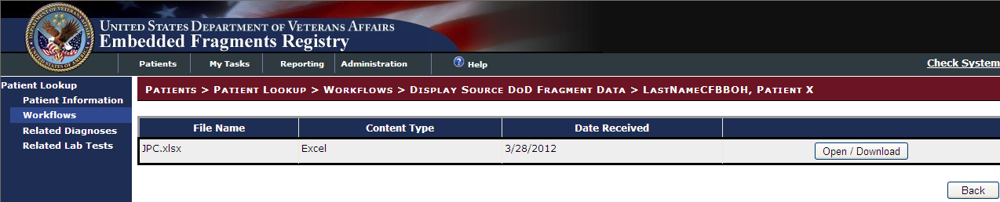 UNITED STATES DEPARTMENT OF VETERANS AFFAIRS
Embedded Fragments Registry
Patients My Tasks Reporting Administration Help Check System
Patient Lookup
Patient Information
Workflows
Related Diagnoses
Related Lab Tests
PATIENTS > PATIENT LOOKUP > WORKFLOWS > DISPLAY SOURCE DOD FRAGMENT DATA > LASTNAMECFBBOH, PATIENT X
File Name Content Type Date Received
JPC.xlsx Excel 3/28/2012 Open / Download
Back